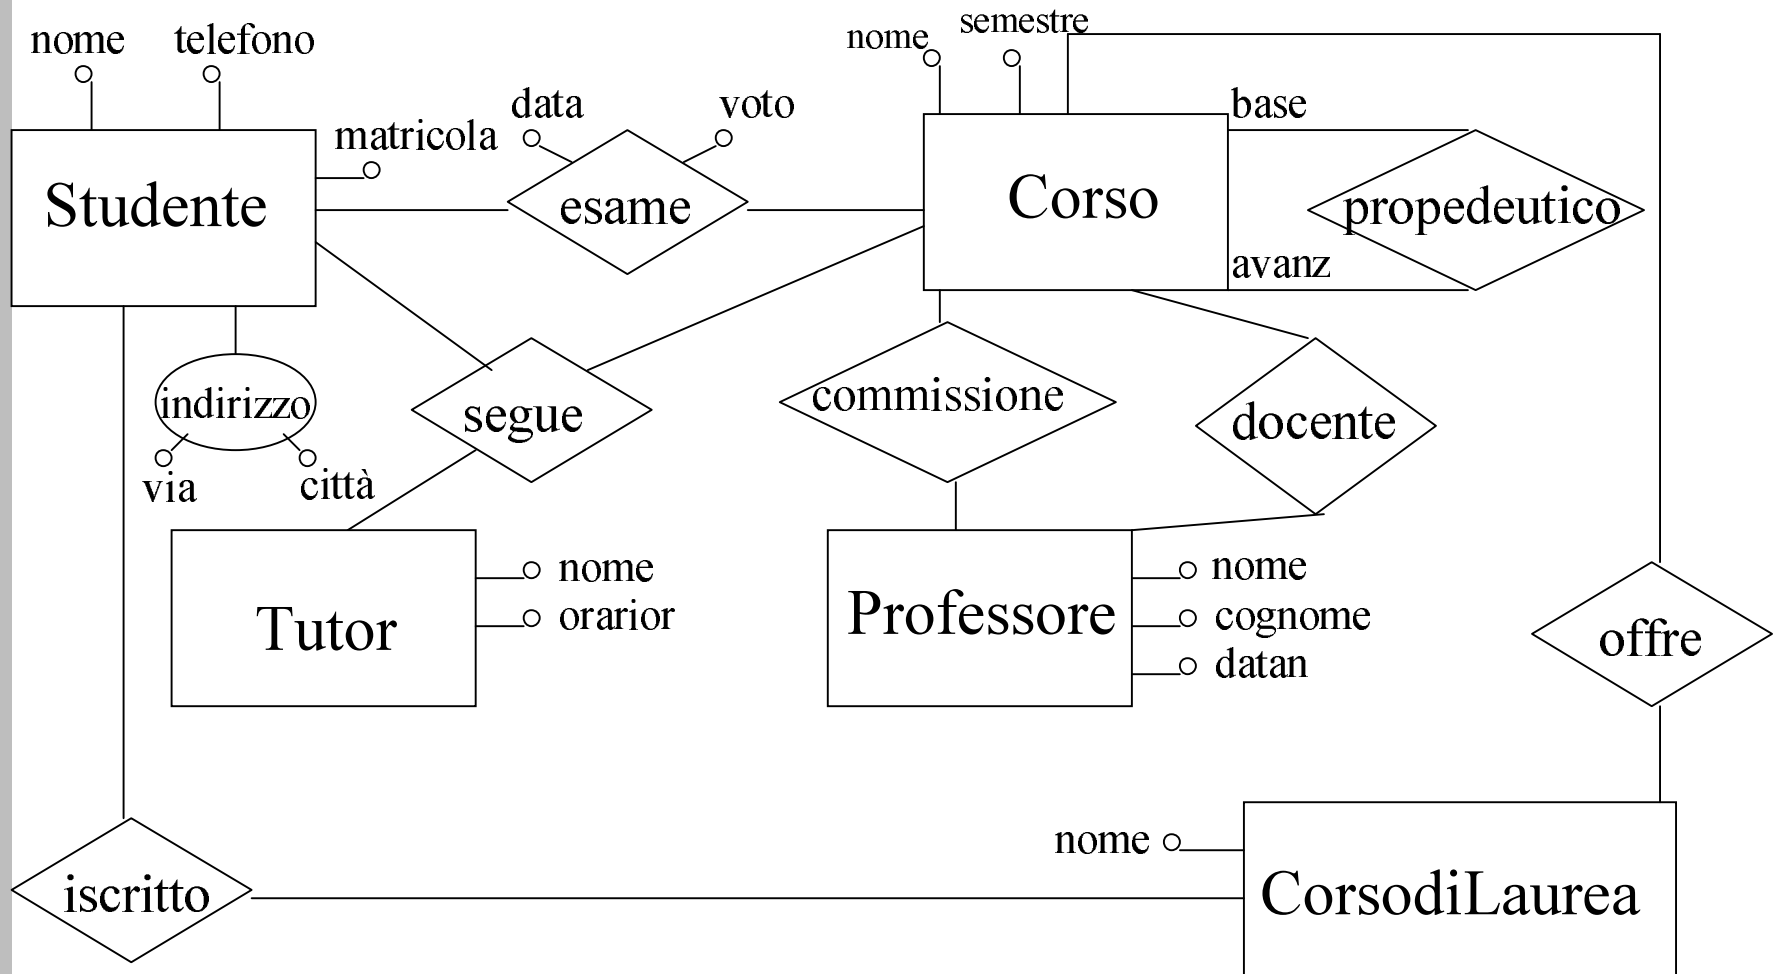 nome
telefono
nome
semestre
data
voto
base
matricola
Studente
esame
Corso
propedeutico
avanz
indirizzo
segue
commissione
docente
via
città
nome
orarior
Tutor
nome
cognome
datan
Professore
offre
nome
iscritto
CorsodiLaurea